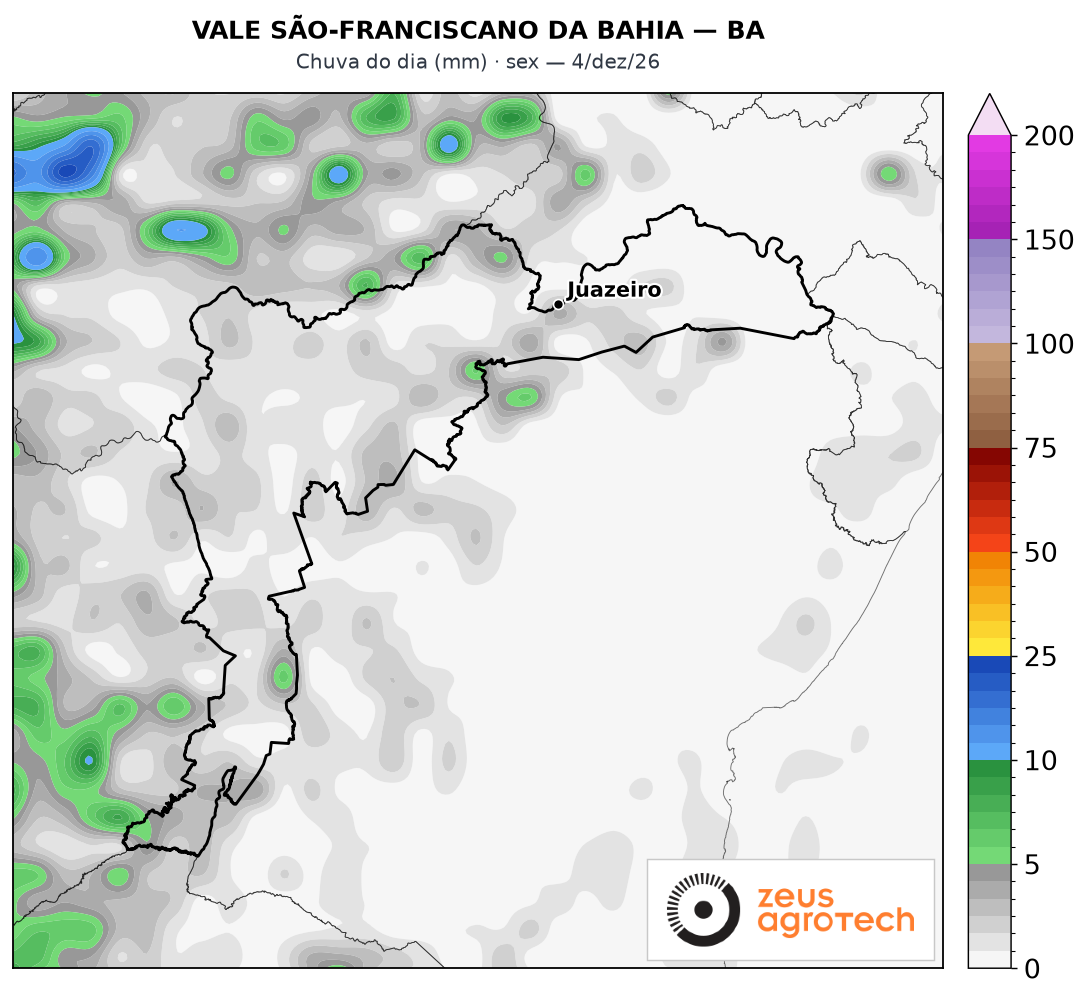 VALE SÃO-FRANCISCANO DA BAHIA — BA
Chuva do dia (mm) · sex — 4/dez/26
Juazeiro
200
150
100
75
50
25
10
5
0
zeus
agrotech